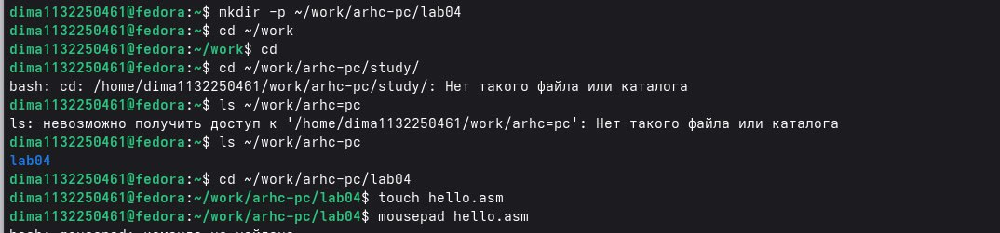 dima1132250461@fedora:~$ mkdir -p ~/work/arhc-pc/lab04
dima1132250461@fedora:~$ cd ~/work
dima1132250461@fedora:~/work$ cd
dima1132250461@fedora:~$ cd ~/work/arhc-pc/study/
bash: cd: /home/dima1132250461/work/arhc-pc/study/: Нет такого файла или каталога
dima1132250461@fedora:~$ ls ~/work/arhc=pc
ls: невозможно получить доступ к '/home/dima1132250461/work/arhc=pc': Нет такого файла или каталога
dima1132250461@fedora:~$ ls ~/work/arhc-pc
lab04
dima1132250461@fedora:~$ cd ~/work/arhc-pc/lab04
dima1132250461@fedora:~/work/arhc-pc/lab04$ touch hello.asm
dima1132250461@fedora:~/work/arhc-pc/lab04$ mousepad hello.asm